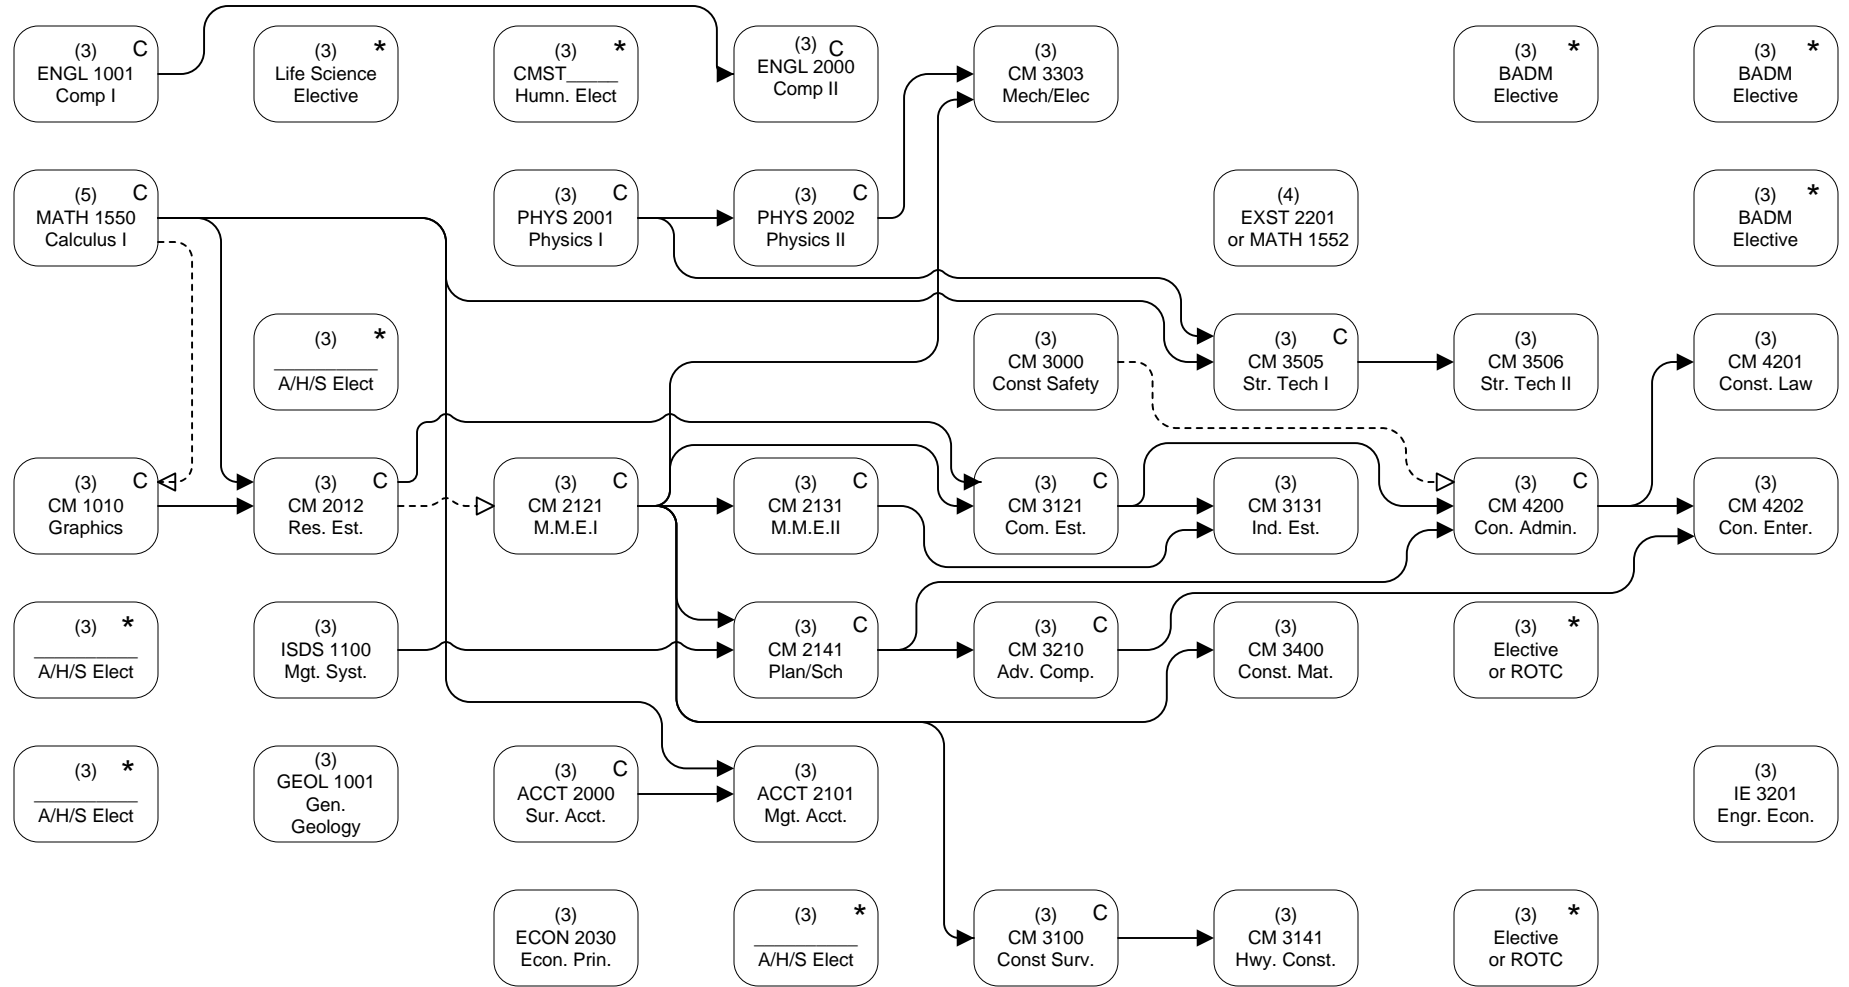 (3) C
ENGL 1001
Comp I
(3) *
Life Science
Elective
(3) *
CMST_____
Humn. Elect
(3) C
ENGL 2000
Comp II
(3)
CM 3303
Mech/Elec
(3) *
BADM
Elective
(3) *
BADM
Elective
(5) C
MATH 1550
Calculus I
(3) C
PHYS 2001
Physics I
(3) C
PHYS 2002
Physics II
(4)
EXST 2201
or MATH 1552
(3) *
BADM
Elective
(3) *
__________
A/H/S Elect
(3)
CM 3000
Const Safety
(3) C
CM 3505
Str. Tech I
(3)
CM 3506
Str. Tech II
(3)
CM 4201
Const. Law
(3) C
CM 1010
Graphics
(3) C
CM 2012
Res. Est.
(3) C
CM 2121
M.M.E.I
(3) C
CM 2131
M.M.E.II
(3) C
CM 3121
Com. Est.
(3)
CM 3131
Ind. Est.
(3) C
CM 4200
Con. Admin.
(3)
CM 4202
Con. Enter.
(3) *
__________
A/H/S Elect
(3)
ISDS 1100
Mgt. Syst.
(3) C
CM 2141
Plan/Sch
(3) C
CM 3210
Adv. Comp.
(3)
CM 3400
Const. Mat.
(3) *
Elective
or ROTC
(3) *
__________
A/H/S Elect
(3)
GEOL 1001
Gen.
Geology
(3) C
ACCT 2000
Sur. Acct.
(3)
ACCT 2101
Mgt. Acct.
(3)
IE 3201
Engr. Econ.
(3)
ECON 2030
Econ. Prin.
(3) *
__________
A/H/S Elect
(3) C
CM 3100
Const Surv.
(3)
CM 3141
Hwy. Const.
(3) *
Elective
or ROTC